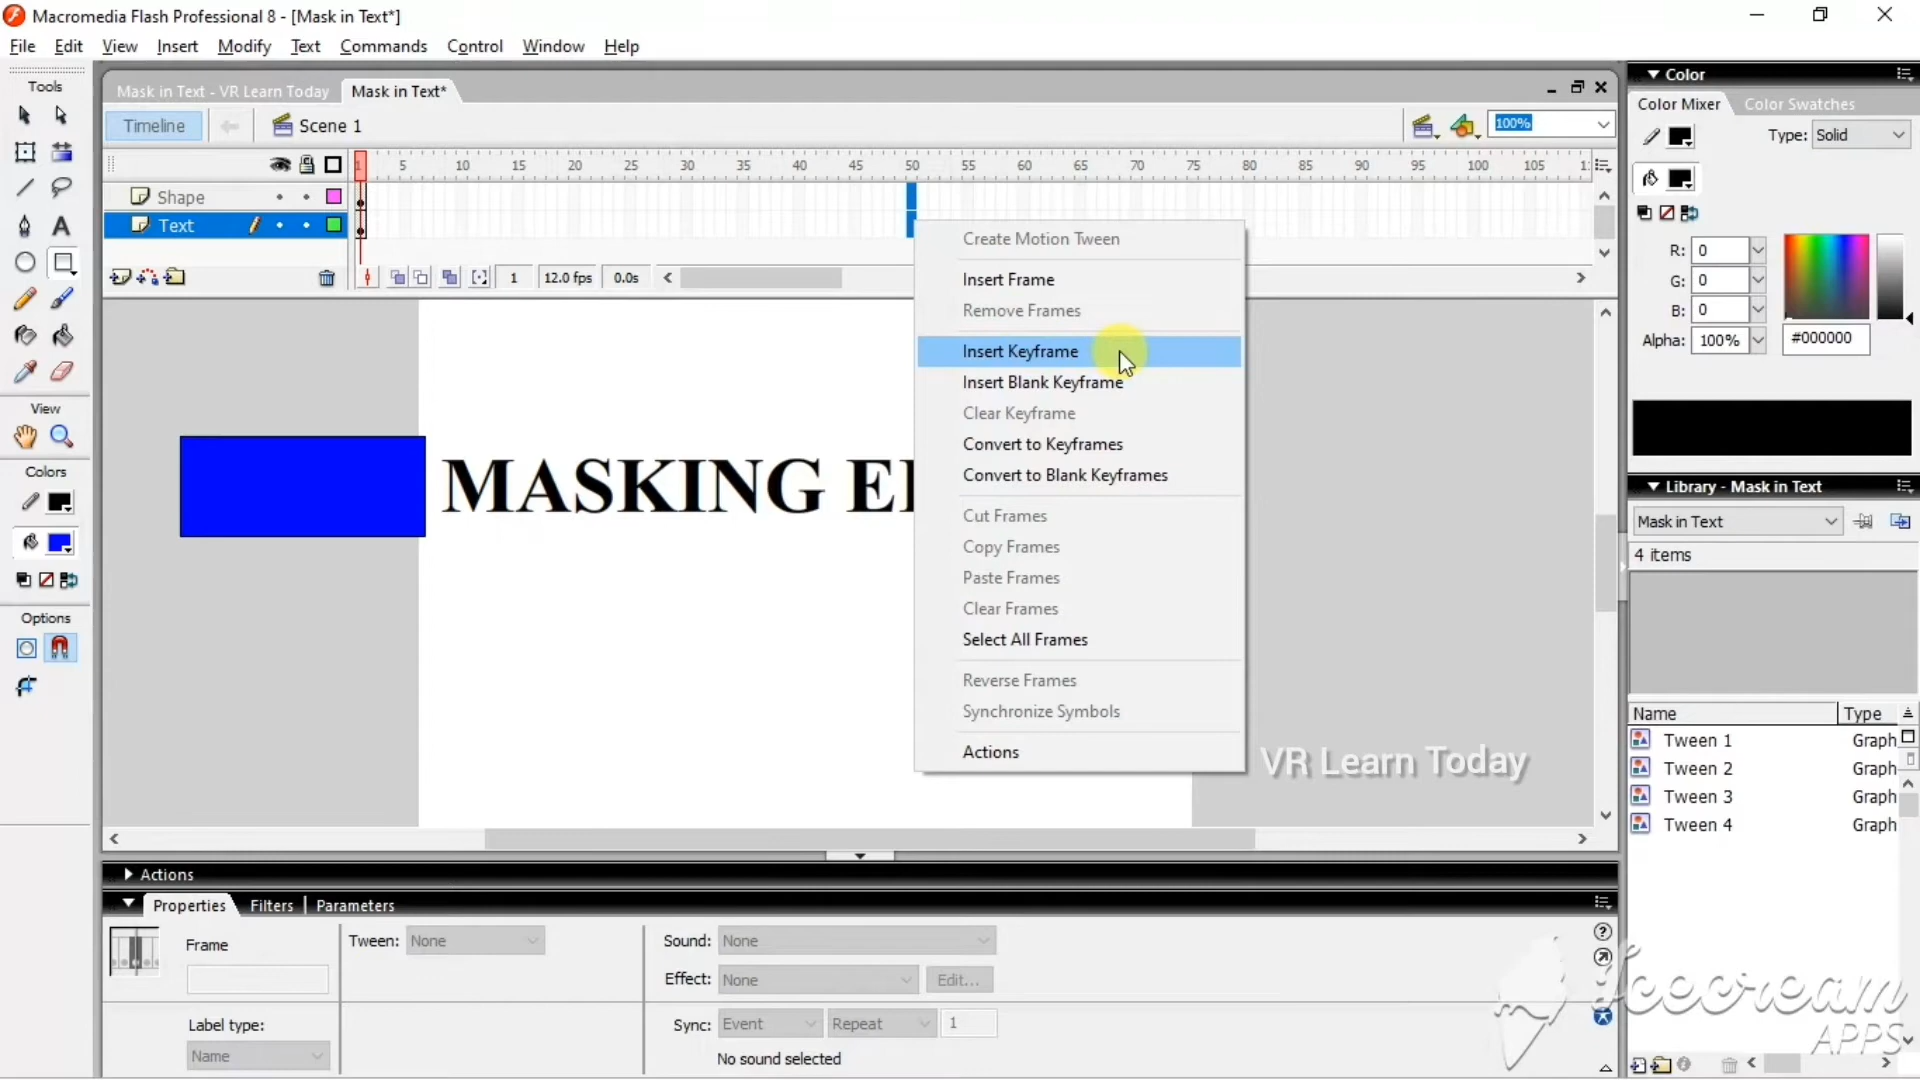 Macromedia Flash Professional 8 - [Mask in Text*]
File Edit View Insert Modify Text Commands Control Window Help
Tools
Mask in Text - VR Learn Today Mask in Text*
Timeline Scene 1 100%
1 5 10 15 20 25 30 35 40 45 50 55 60 65 70 75 80 85 90 95 100 105
Shape
Text
1 12.0 fps 0.0s
View
Colors
Options
MASKING
Create Motion Tween
Insert Frame
Remove Frames
Insert Keyframe
Insert Blank Keyframe
Clear Keyframe
Convert to Keyframes
Convert to Blank Keyframes
Cut Frames
Copy Frames
Paste Frames
Clear Frames
Select All Frames
Reverse Frames
Synchronize Symbols
Actions
VR Learn Today
Color
Color Mixer Color Swatches
Type: Solid
R: 0
G: 0
B: 0
Alpha: 100% #000000
Library - Mask in Text
Mask in Text
4 items
Name Type
Tween 1 Graph
Tween 2 Graph
Tween 3 Graph
Tween 4 Graph
Actions
Properties Filters Parameters
Frame Tween: None Sound: None
Effect: None Edit...
Label type: Sync: Event Repeat 1
Name No sound selected
Icecream
APPS